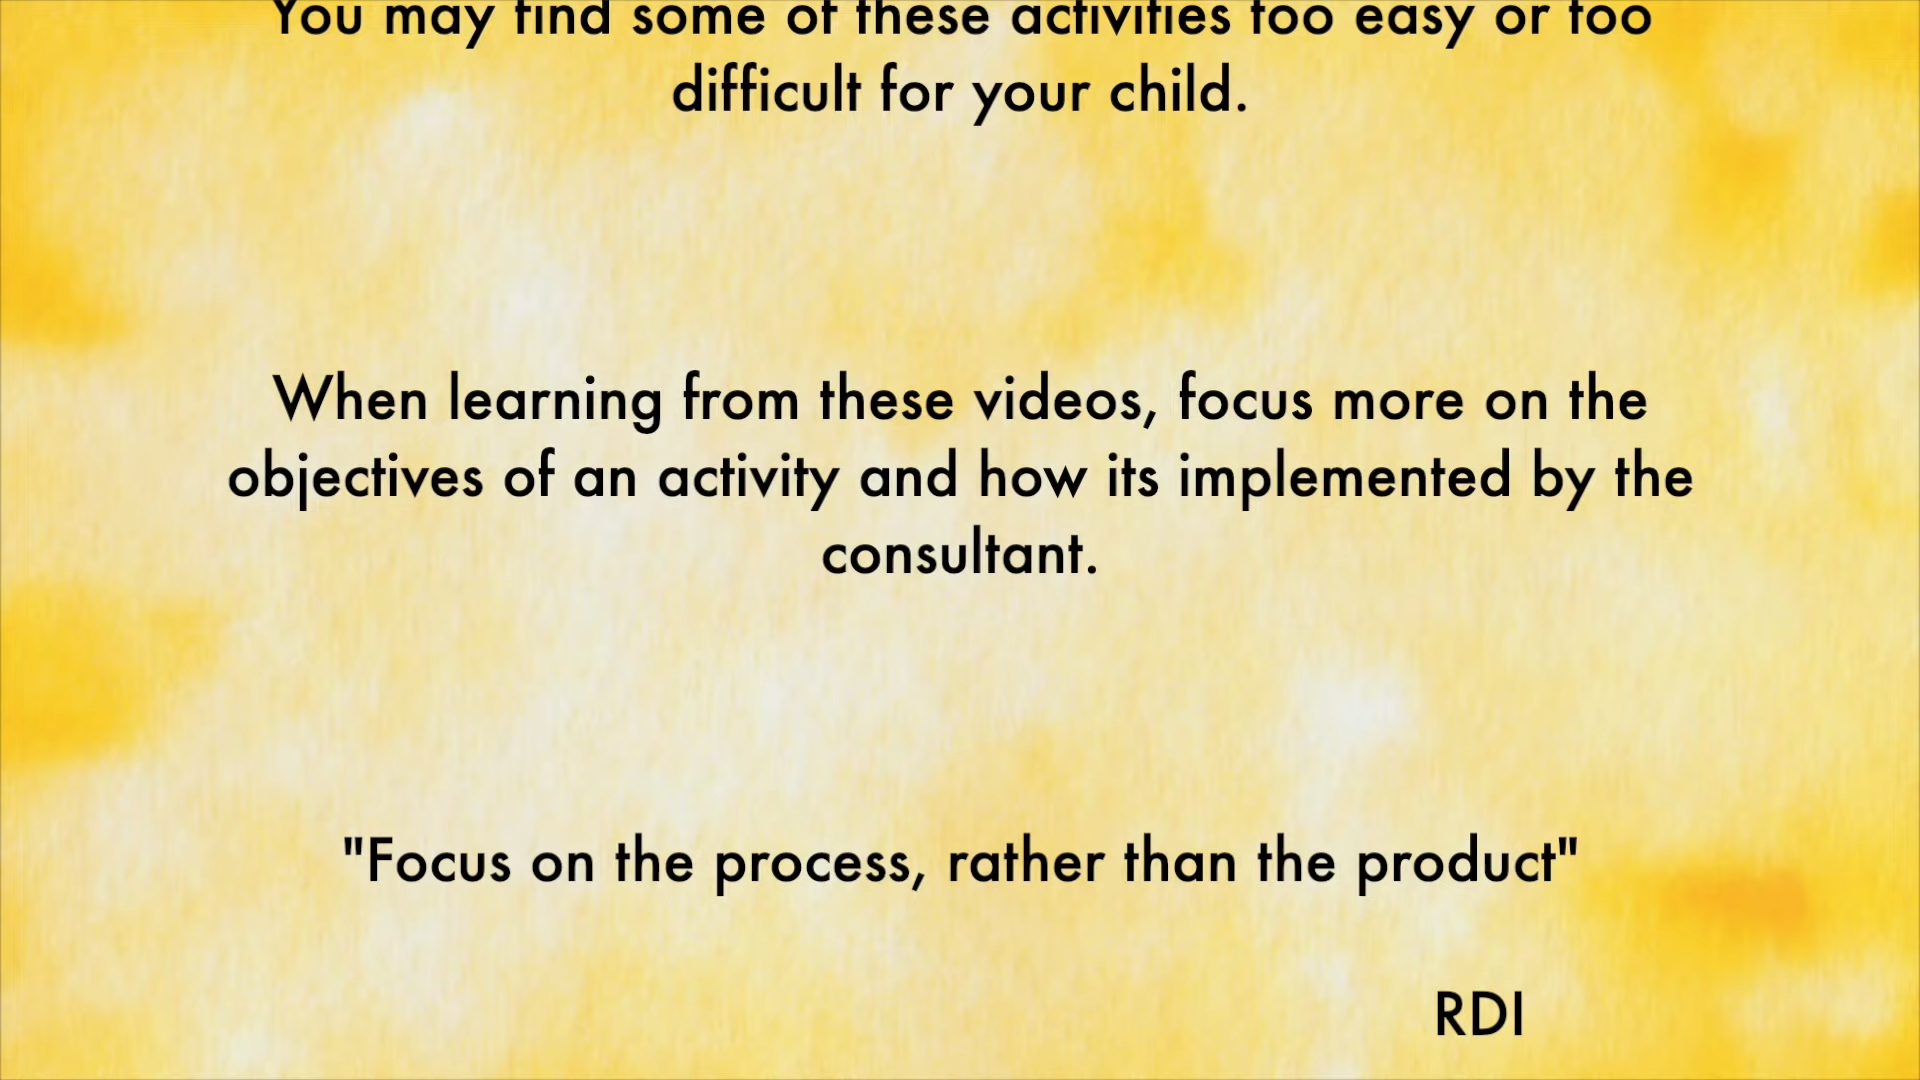 You may find some of these activities too easy or too
difficult for your child.
When learning from these videos, focus more on the
objectives of an activity and how its implemented by the
consultant.
"Focus on the process, rather than the product"
RDI